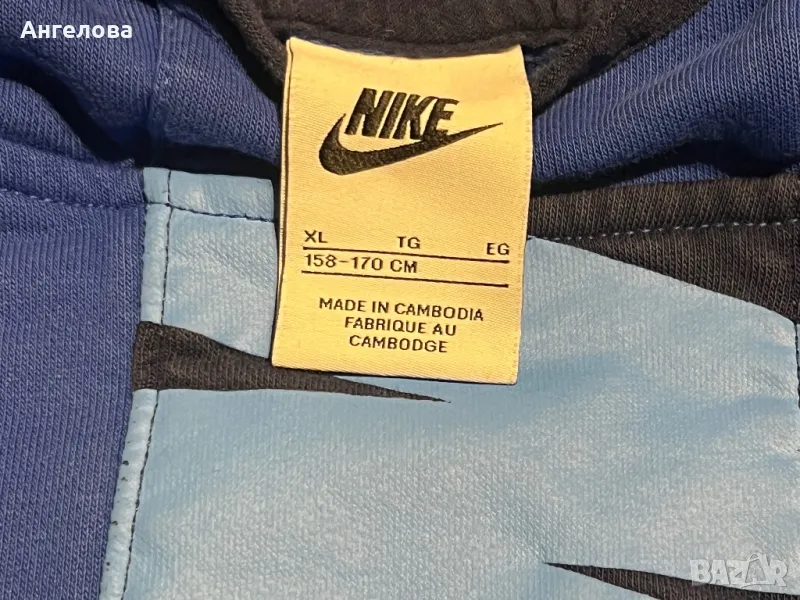 Ангелова
NIKE
XL TG EG
158-170 CM
MADE IN CAMBODIA
FABRIQUE AU
CAMBODGE
BAZAR